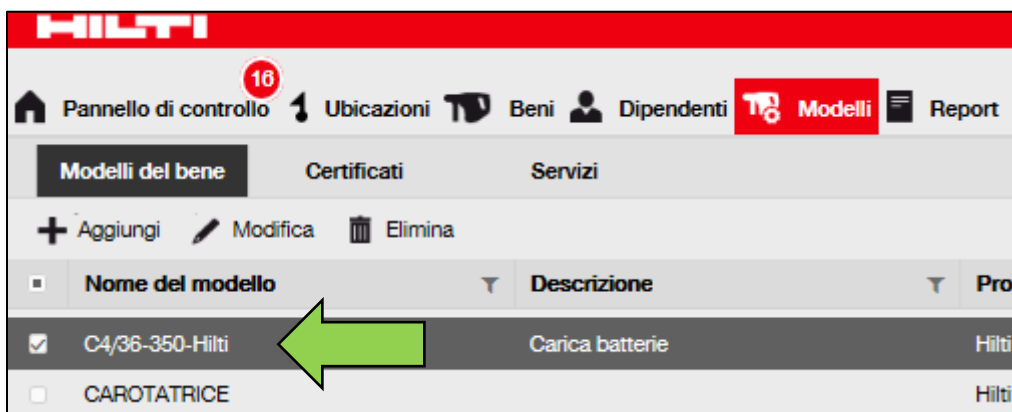 HILTI
16
Pannello di controllo Ubicazioni Beni Dipendenti Modelli Report
Modelli del bene Certificati Servizi
Aggiungi Modifica Elimina
Nome del modello Descrizione Pro
C4/36-350-Hilti Carica batterie Hilti
CAROTATRICE Hilti